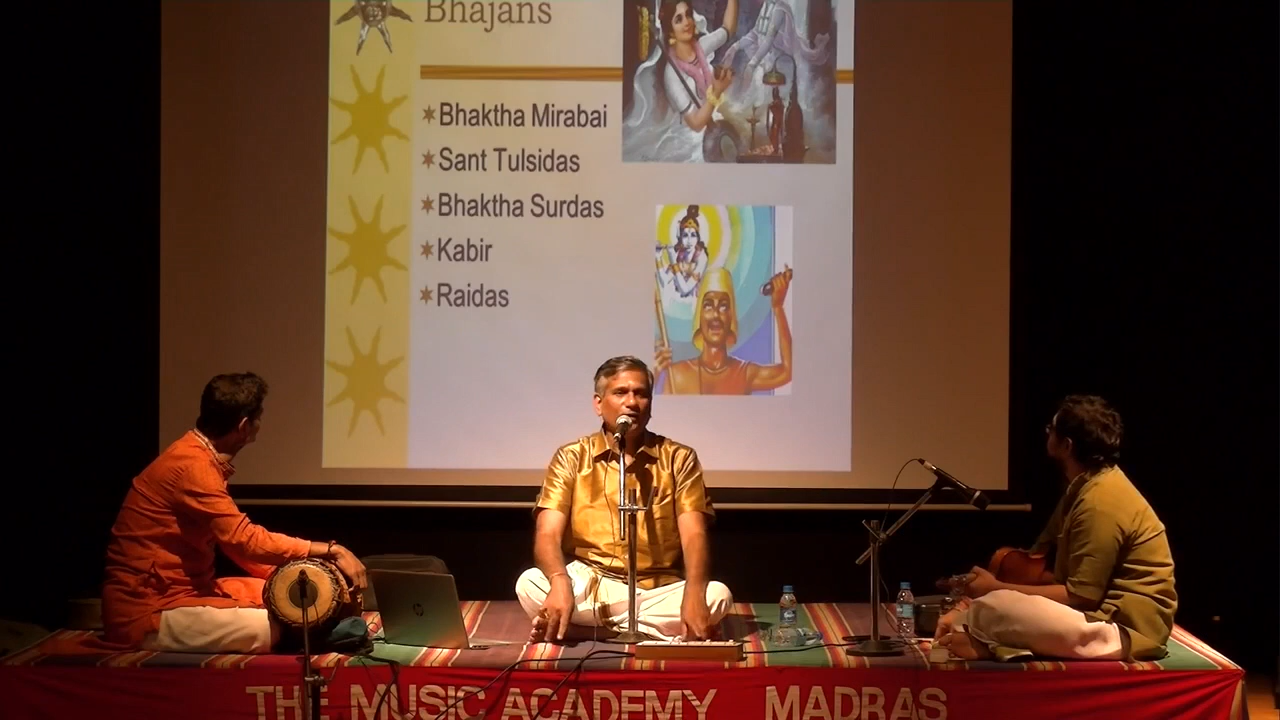 Bhajans
Bhaktha Mirabai
Sant Tulsidas
Bhaktha Surdas
Kabir
Raidas
THE MUSIC ACADEMY MADRAS